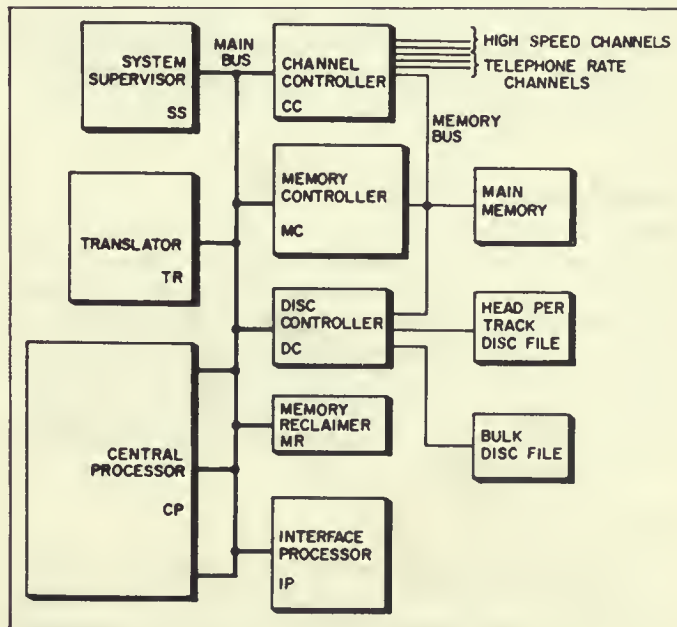 SYSTEM
SUPERVISOR
SS
MAIN
BUS
CHANNEL
CONTROLLER
CC
HIGH SPEED CHANNELS
TELEPHONE RATE
CHANNELS
MEMORY
BUS
TRANSLATOR
TR
MEMORY
CONTROLLER
MC
MAIN
MEMORY
DISC
CONTROLLER
DC
HEAD PER
TRACK
DISC FILE
CENTRAL
PROCESSOR
CP
MEMORY
RECLAIMER
MR
BULK
DISC FILE
INTERFACE
PROCESSOR
IP